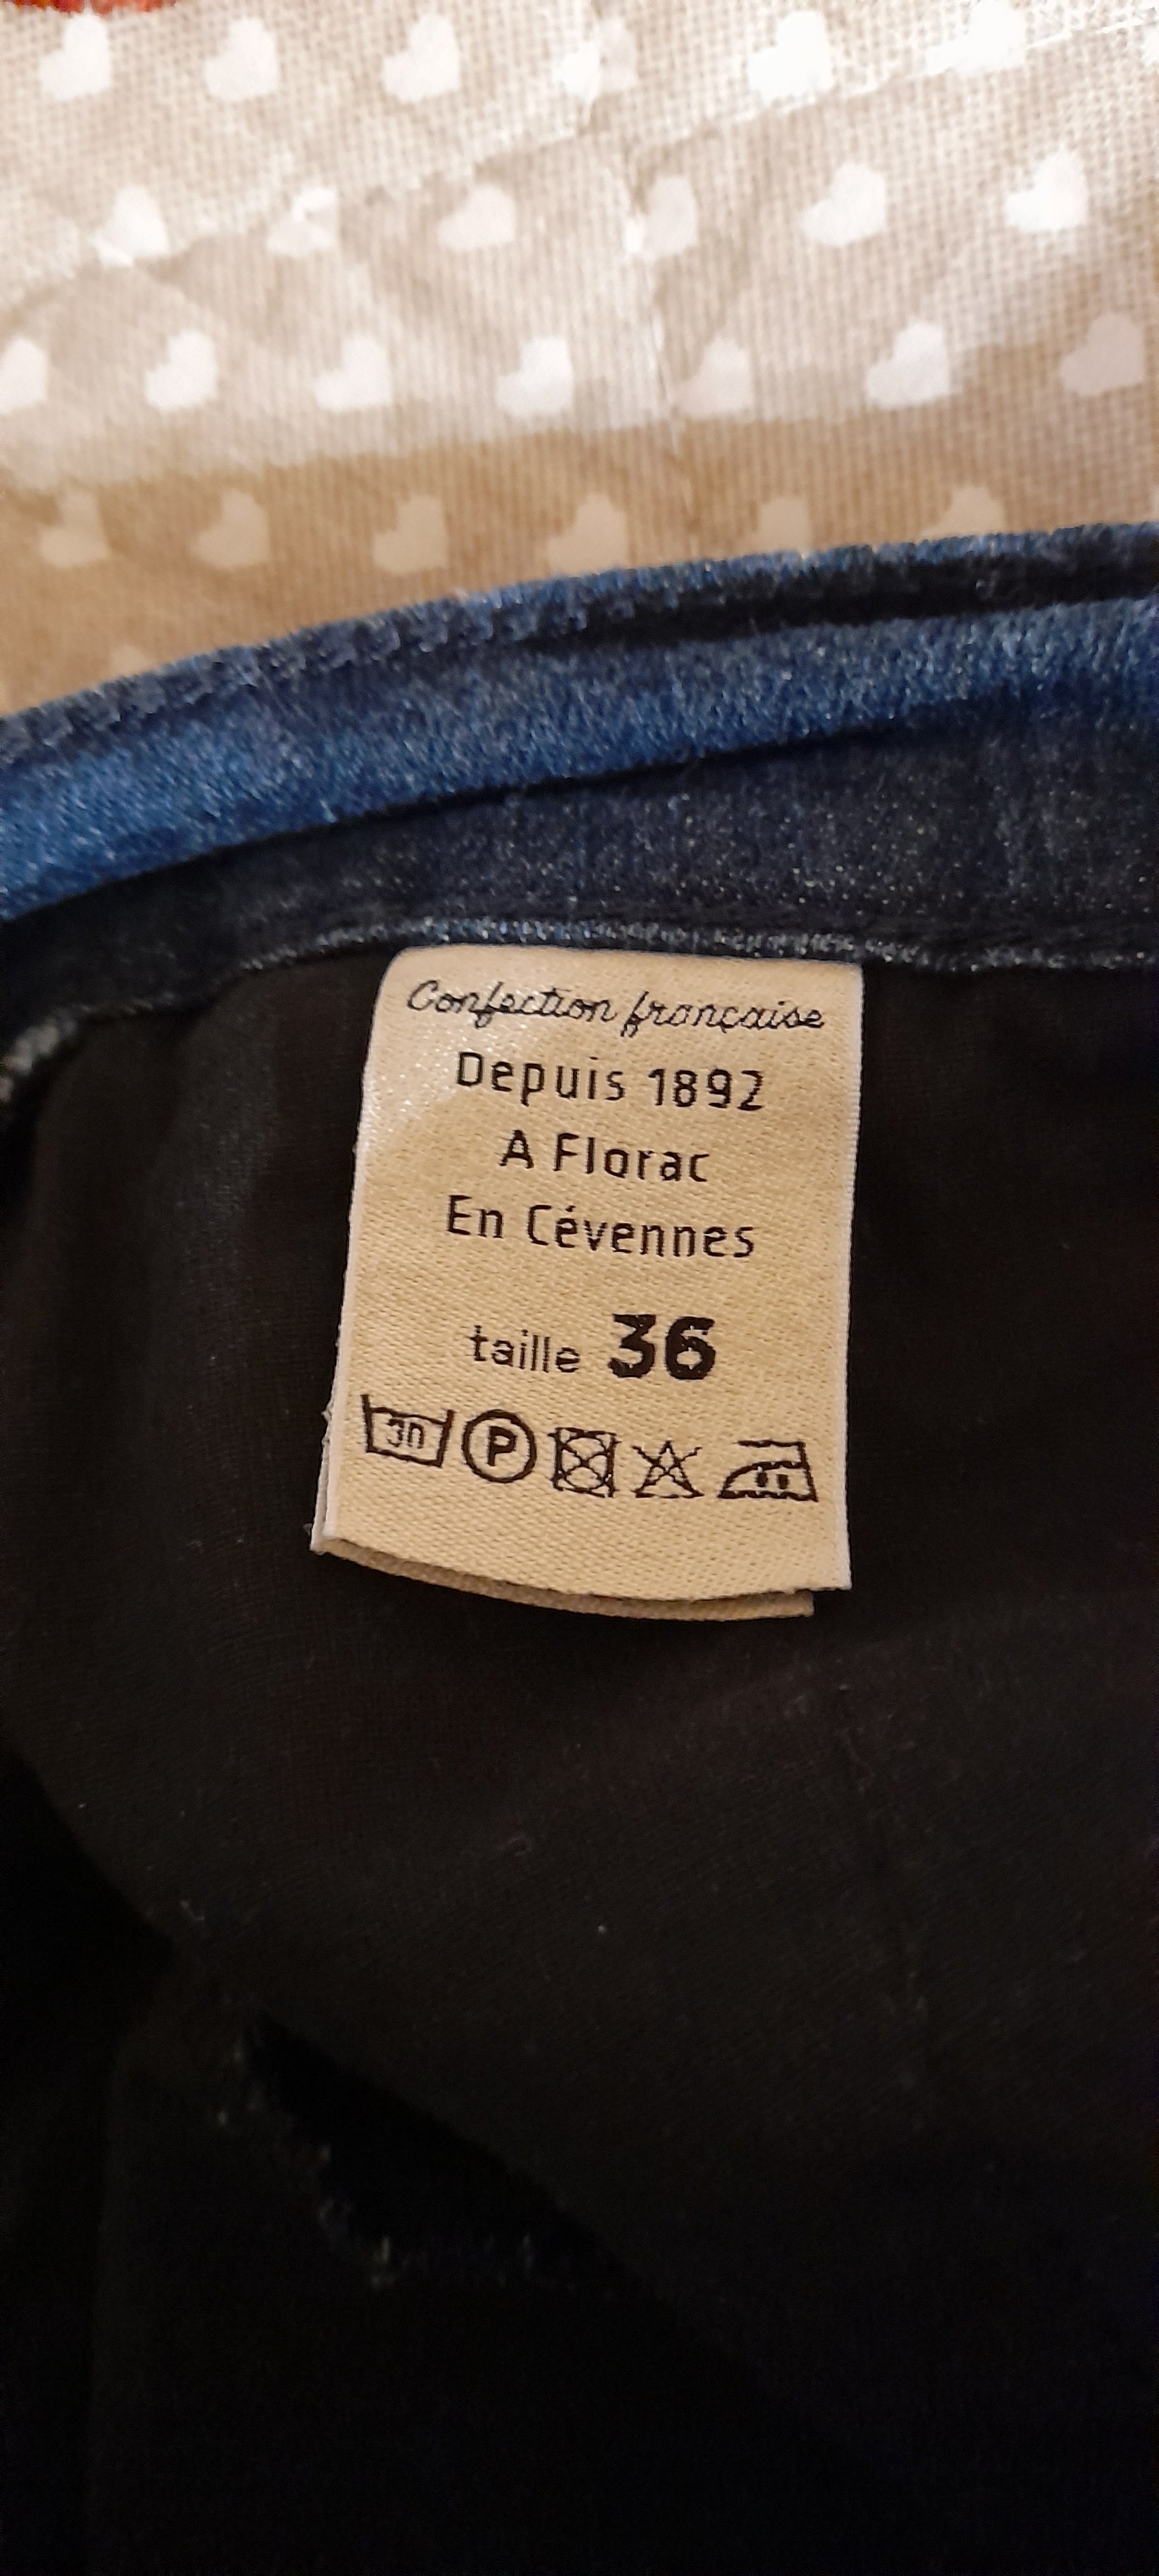 Confection française
Depuis 1892
A Florac
En Cévennes
taille 36
30 P